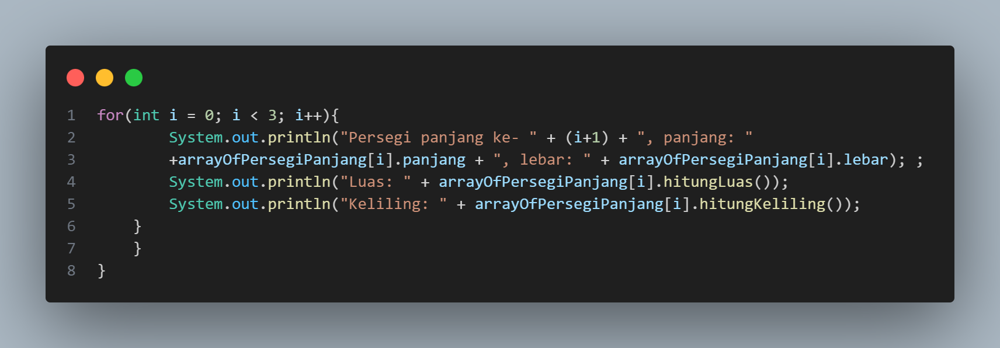 1 for(int i = 0; i < 3; i++){
2         System.out.println("Persegi panjang ke- " + (i+1) + ", panjang: "
3         +arrayOfPersegiPanjang[i].panjang + ", lebar: " + arrayOfPersegiPanjang[i].lebar); ;
4         System.out.println("Luas: " + arrayOfPersegiPanjang[i].hitungLuas());
5         System.out.println("Keliling: " + arrayOfPersegiPanjang[i].hitungKeliling());
6     }
7     }
8 }